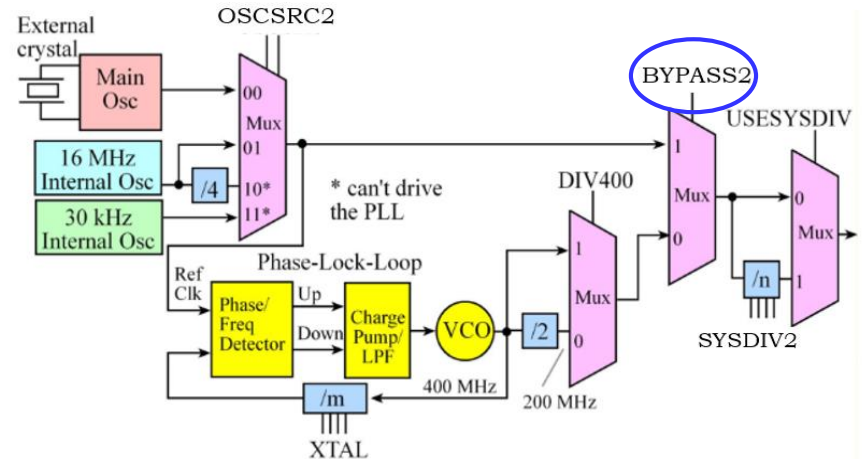 OSCSRC2
External
crystal
Main
Osc
00
Mux
01
10*
11*
16 MHz
Internal Osc
/4
30 kHz
Internal Osc
* can't drive
the PLL
BYPASS2
1
Mux
0
USESYSDIV
0
Mux
1
/n
SYSDIV2
DIV400
1
Mux
0
Phase-Lock-Loop
Ref
Clk
Phase/
Freq
Detector
Up
Down
Charge
Pump/
LPF
VCO
/2
400 MHz
200 MHz
/m
XTAL